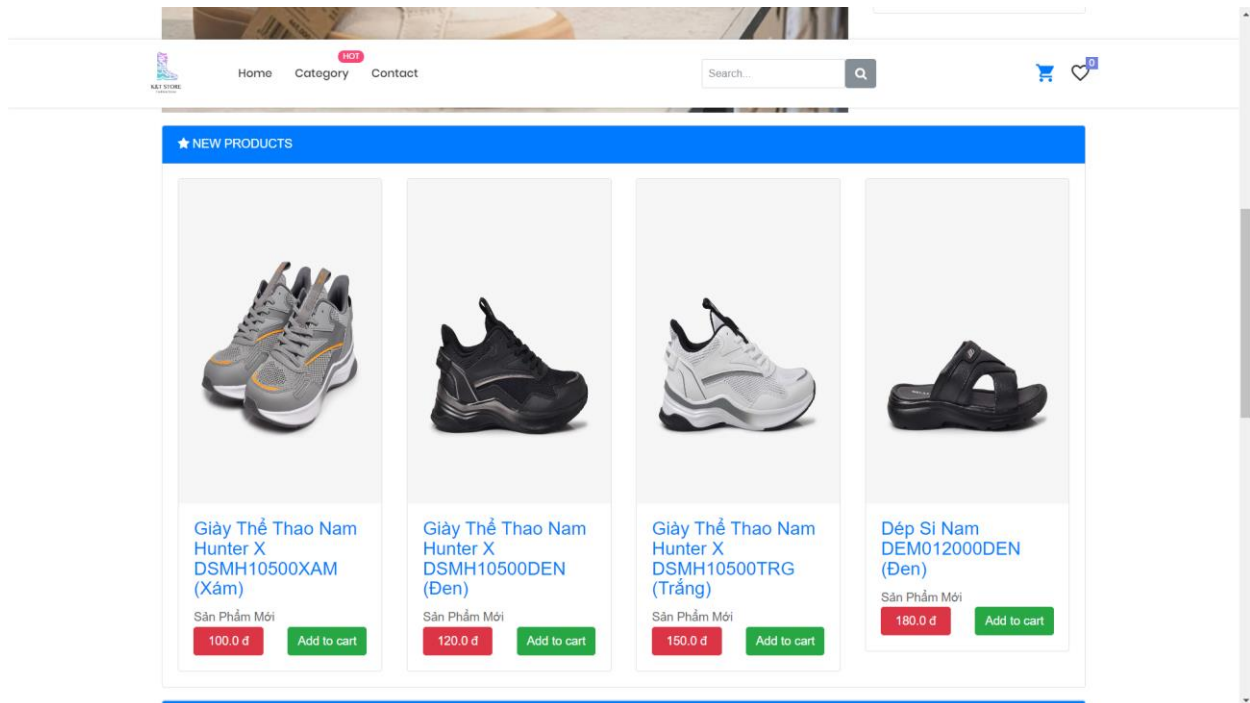 HOT
K&T STORE
Home Category Contact
Search...
0
NEW PRODUCTS
Giày Thể Thao Nam
Hunter X
DSMH10500XAM
(Xám)
Sản Phẩm Mới
100.0 đ Add to cart
Giày Thể Thao Nam
Hunter X
DSMH10500DEN
(Đen)
Sản Phẩm Mới
120.0 đ Add to cart
Giày Thể Thao Nam
Hunter X
DSMH10500TRG
(Trắng)
Sản Phẩm Mới
150.0 đ Add to cart
Dép Si Nam
DEM012000DEN
(Đen)
Sản Phẩm Mới
180.0 đ Add to cart